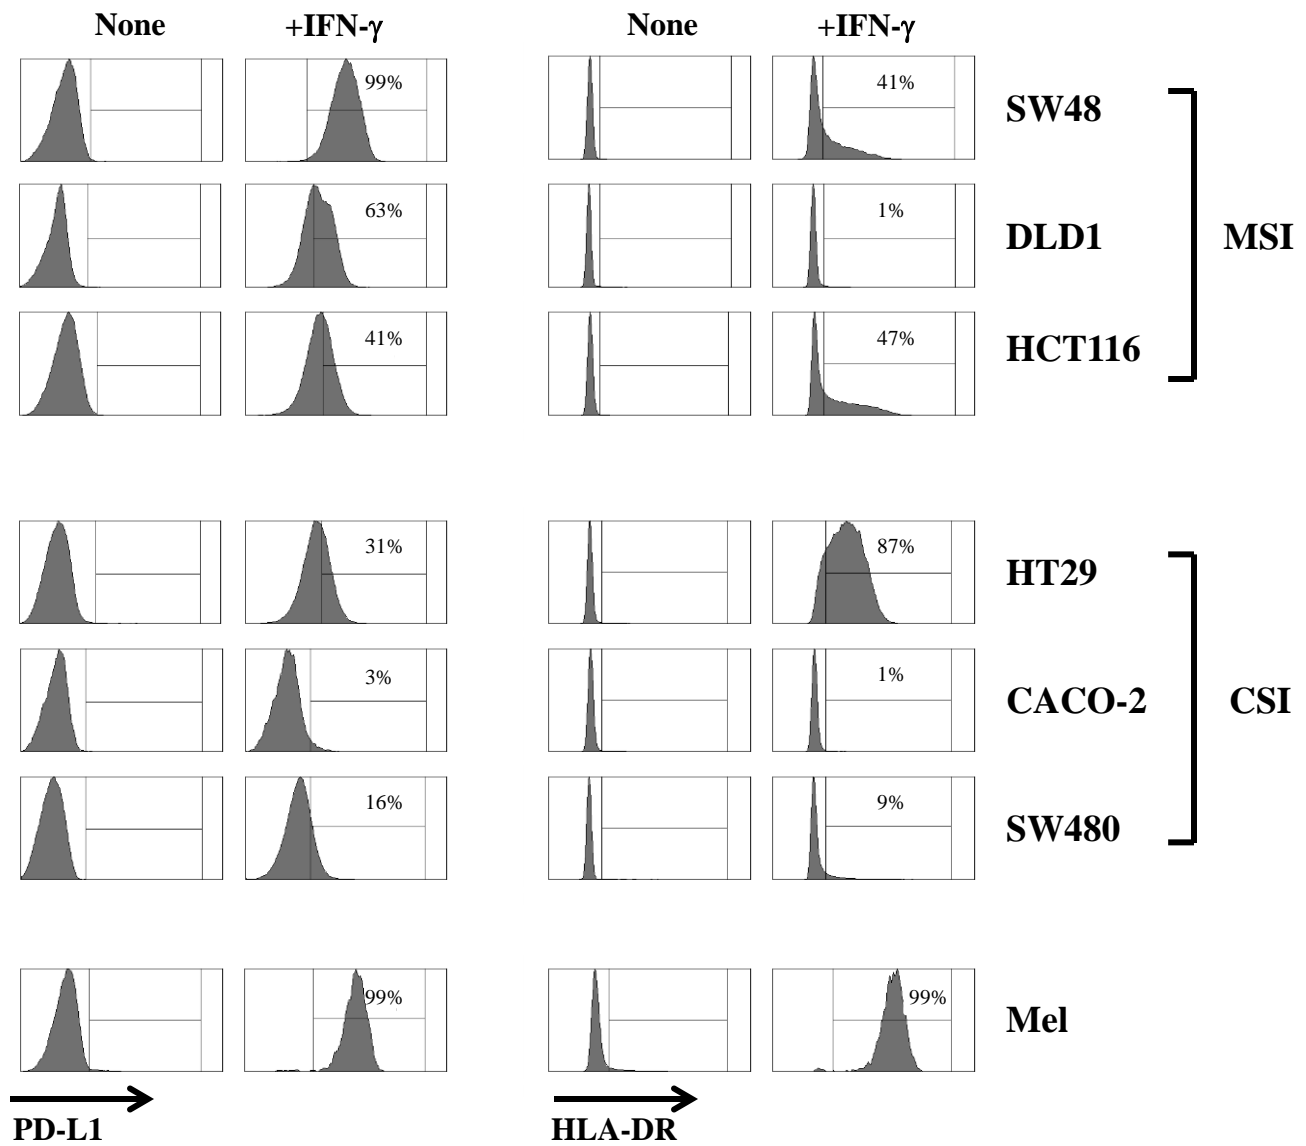 None +IFN-γ None +IFN-γ
99% 41% SW48
63% 1% DLD1 MSI
41% 47% HCT116
31% 87% HT29
3% 1% CACO-2 CSI
16% 9% SW480
99% 99% Mel
PD-L1 HLA-DR